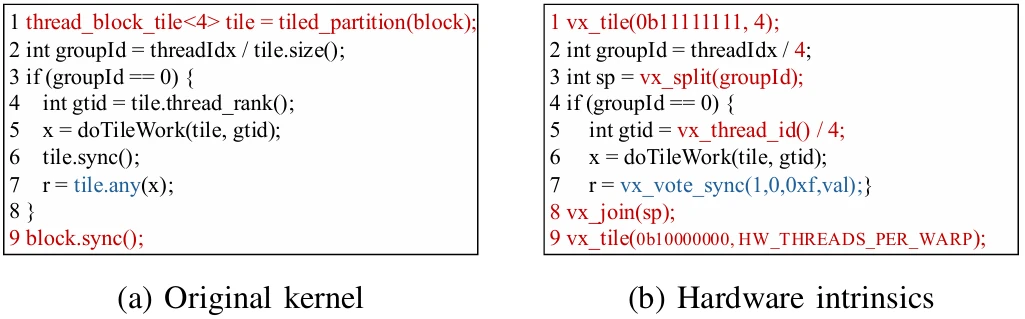 1 thread_block_tile<4> tile = tiled_partition(block);
2 int groupId = threadIdx / tile.size();
3 if (groupId == 0) {
4 int gtid = tile.thread_rank();
5 x = doTileWork(tile, gtid);
6 tile.sync();
7 r = tile.any(x);
8 }
9 block.sync();
(a) Original kernel
1 vx_tile(0b11111111, 4);
2 int groupId = threadIdx / 4;
3 int sp = vx_split(groupId);
4 if (groupId == 0) {
5 int gtid = vx_thread_id() / 4;
6 x = doTileWork(tile, gtid);
7 r = vx_vote_sync(1,0,0xf,val);}
8 vx_join(sp);
9 vx_tile(0b10000000, HW_THREADS_PER_WARP);
(b) Hardware intrinsics